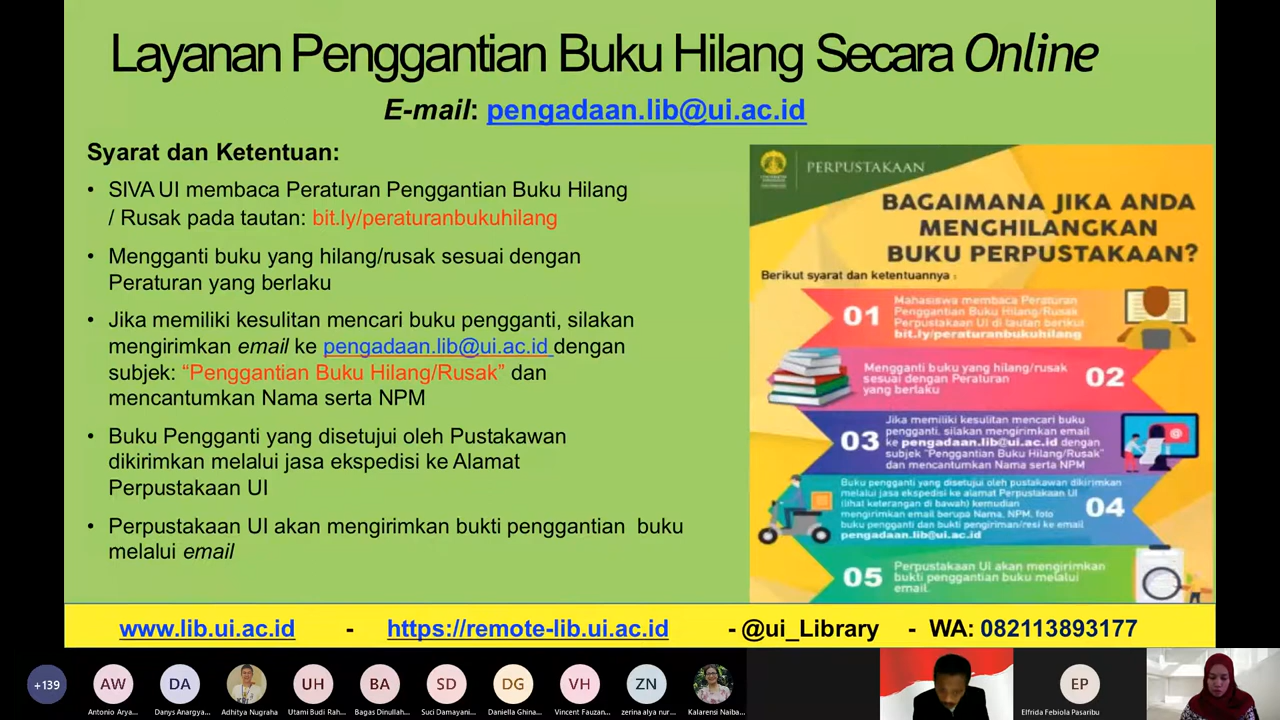 Layanan Penggantian Buku Hilang Secara Online
E-mail: pengadaan.lib@ui.ac.id
Syarat dan Ketentuan:
• SIVA UI membaca Peraturan Penggantian Buku Hilang
/ Rusak pada tautan: bit.ly/peraturanbukuhilang
• Mengganti buku yang hilang/rusak sesuai dengan
Peraturan yang berlaku
• Jika memiliki kesulitan mencari buku pengganti, silakan
mengirimkan email ke pengadaan.lib@ui.ac.id dengan
subjek: “Penggantian Buku Hilang/Rusak” dan
mencantumkan Nama serta NPM
• Buku Pengganti yang disetujui oleh Pustakawan
dikirimkan melalui jasa ekspedisi ke Alamat
Perpustakaan UI
• Perpustakaan UI akan mengirimkan bukti penggantian buku
melalui email
PERPUSTAKAAN
BAGAIMANA JIKA ANDA
MENGHILANGKAN
BUKU PERPUSTAKAAN?
Berikut syarat dan ketentuannya :
01
Mahasiswa membaca Peraturan
Penggantian Buku Hilang/Rusak
Perpustakaan UI di tautan berikut
bit.ly/peraturanbukuhilang
Mengganti buku yang hilang/rusak
sesuai dengan Peraturan
yang berlaku
02
03
Jika memiliki kesulitan mencari buku
pengganti, silakan mengirimkan email
ke pengadaan.lib@ui.ac.id dengan
subjek "Penggantian Buku Hilang/Rusak"
dan mencantumkan Nama serta NPM
Buku pengganti yang disetujui oleh pustakawan dikirimkan
melalui jasa ekspedisi ke alamat Perpustakaan UI
(lihat keterangan di bawah) kemudian
mengirimkan email berupa Nama, NPM, foto
buku pengganti dan bukti pengiriman/resi ke email
pengadaan.lib@ui.ac.id
04
05
Perpustakaan UI akan mengirimkan
bukti penggantian buku melalui
email.
www.lib.ui.ac.id - https://remote-lib.ui.ac.id - @ui_Library - WA: 082113893177
+139
AW
DA
UH
BA
SD
DG
VH
ZN
EP
Antonio Arya...
Danys Anargya...
Adhitya Nugraha
Utami Budi Rah...
Bagas Dinullah...
Suci Damayani...
Daniella Ghina...
Vincent Fauzan...
zerina alya nur...
Kalarensi Naiba...
Elfrida Febiola Pasaribu